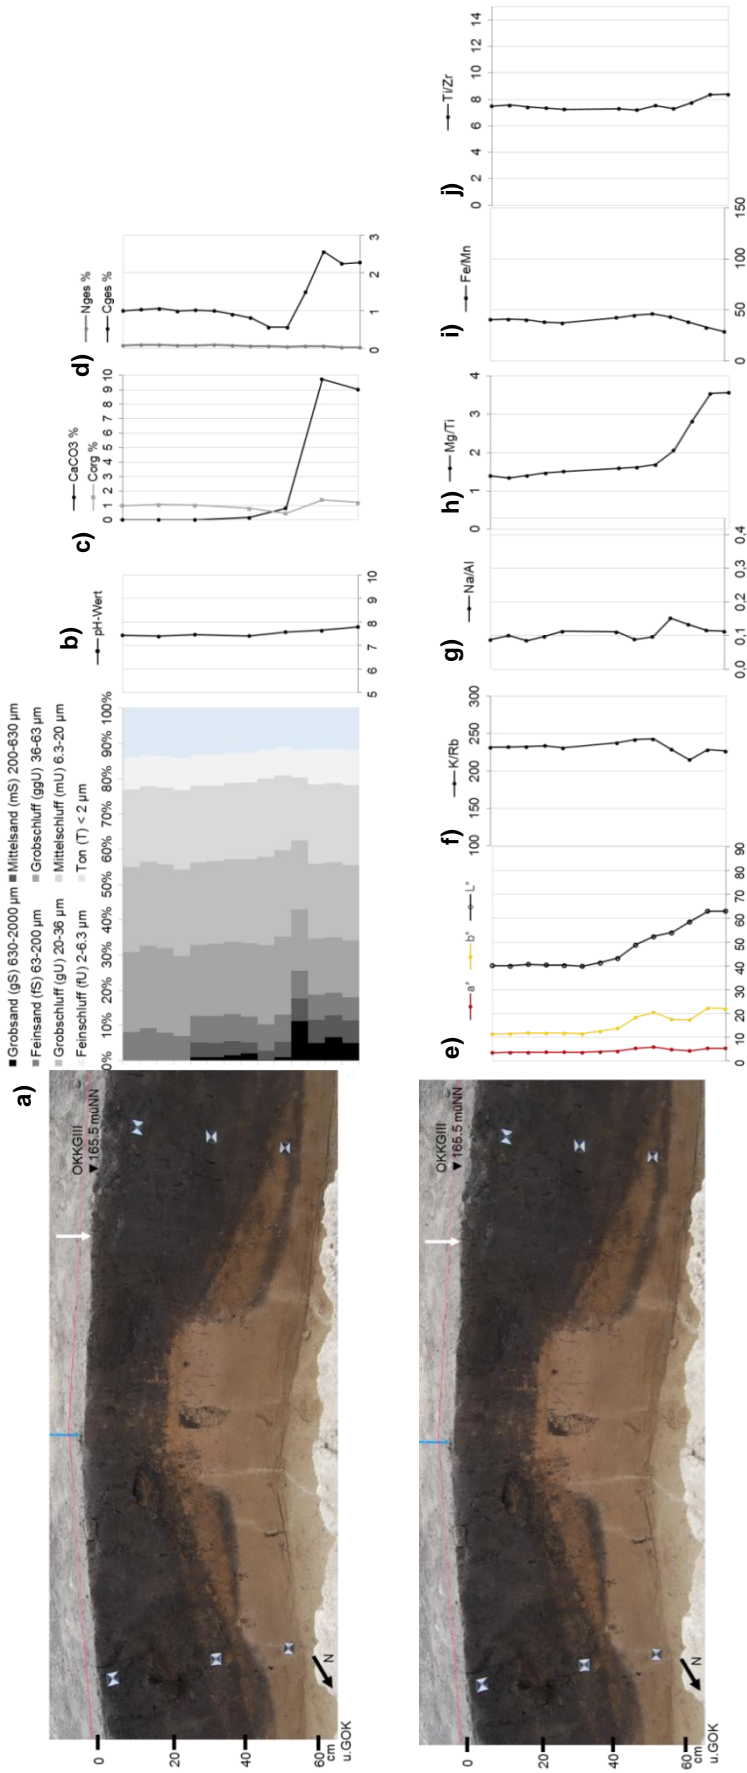 a)
■ Grobsand (gS) 630-2000 µm ■ Mittelsand (mS) 200-630 µm
■ Feinsand (fS) 63-200 µm ■ Grobschluff (ggU) 36-63 µm
■ Grobschluff (gU) 20-36 µm ■ Mittelschluff (mU) 6.3-20 µm
■ Feinschluff (fU) 2-6.3 µm ■ Ton (T) < 2 µm
0% 10% 20% 30% 40% 50% 60% 70% 80% 90% 100%
OKKGIII
▼165.5 müNN
0
20
40
60
cm
u.GOK
N
b)
pH-Wert
5 6 7 8 9 10
c)
CaCO3 %
Corg %
0 1 2 3 4 5 6 7 8 9 10
d)
Nges %
Cges %
0 1 2 3
OKKGIII
▼165.5 müNN
0
20
40
60
cm
u.GOK
N
e)
a* b* L*
0 10 20 30 40 50 60 70 80 90
f)
K/Rb
100 150 200 250 300
g)
Na/Al
0,0 0,1 0,2 0,3 0,4
h)
Mg/Ti
0 1 2 3 4
i)
Fe/Mn
0 50 100 150
j)
Ti/Zr
0 2 4 6 8 10 12 14